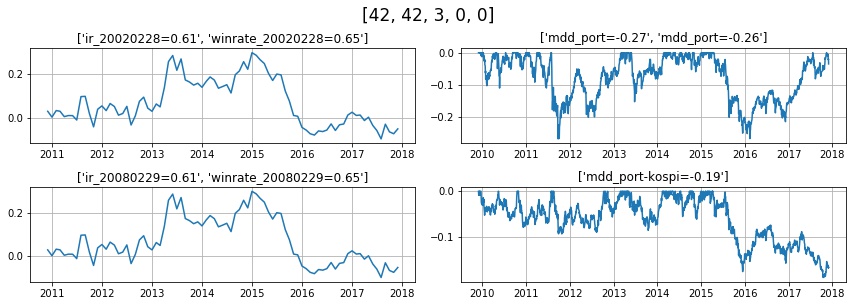 [42, 42, 3, 0, 0]
['ir_20020228=0.61', 'winrate_20020228=0.65']
0.2
0.0
2011 2012 2013 2014 2015 2016 2017 2018
['mdd_port=-0.27', 'mdd_port=-0.26']
0.0
−0.1
−0.2
2010 2011 2012 2013 2014 2015 2016 2017 2018
['ir_20080229=0.61', 'winrate_20080229=0.65']
0.2
0.0
2011 2012 2013 2014 2015 2016 2017 2018
['mdd_port-kospi=-0.19']
0.0
−0.1
2010 2011 2012 2013 2014 2015 2016 2017 2018